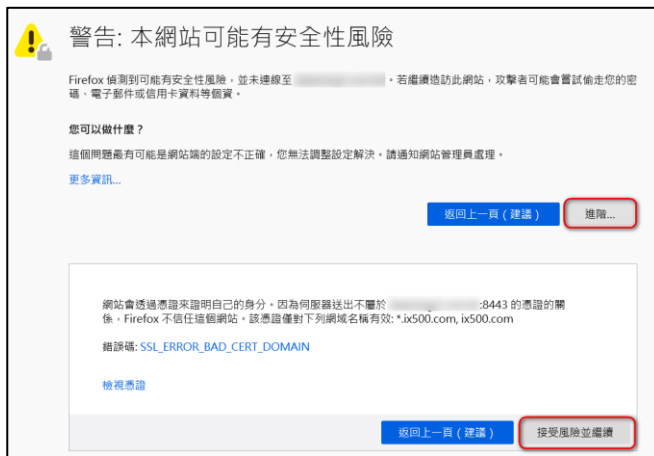 警告: 本網站可能有安全性風險
Firefox 偵測到可能有安全性風險，並未連線至 。若繼續造訪此網站，攻擊者可能會嘗試偷走您的密
碼、電子郵件或信用卡資料等個資。
您可以做什麼？
這個問題最有可能是網站端的設定不正確，您無法調整設定解決。請通知網站管理員處理。
更多資訊...
返回上一頁（建議） 進階...
網站會透過憑證來證明自己的身分。因為伺服器送出不屬於 :8443 的憑證的關
係，Firefox 不信任這個網站。該憑證僅對下列網域名稱有效: *.ix500.com, ix500.com
錯誤碼: SSL_ERROR_BAD_CERT_DOMAIN
檢視憑證
返回上一頁（建議） 接受風險並繼續